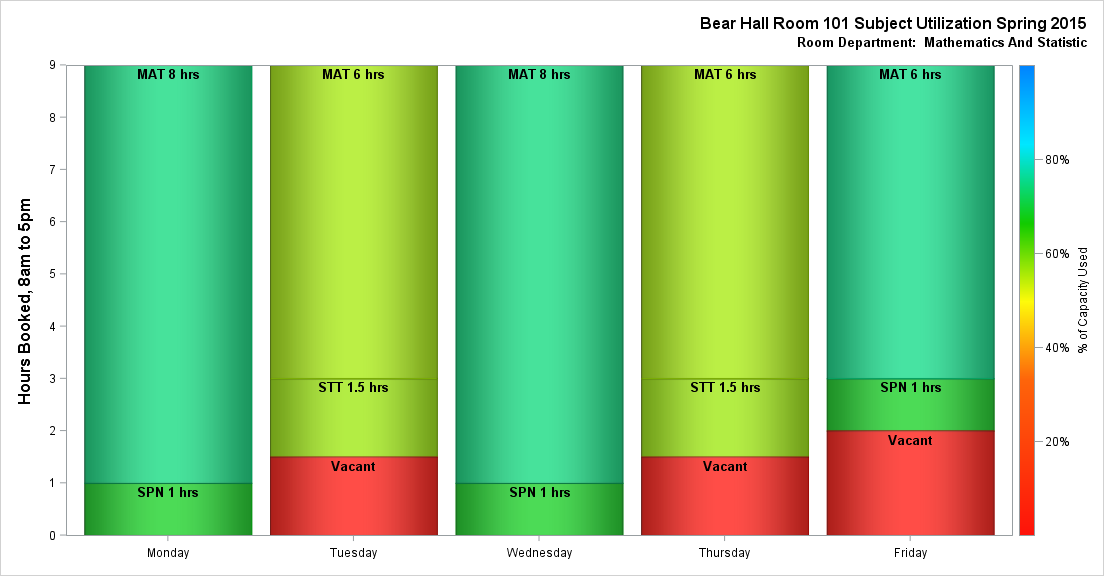 Bear Hall Room 101 Subject Utilization Spring 2015
Room Department:  Mathematics And Statistic
Hours Booked, 8am to 5pm
9
8
7
6
5
4
3
2
1
0
MAT 8 hrs
SPN 1 hrs
MAT 6 hrs
STT 1.5 hrs
Vacant
MAT 8 hrs
SPN 1 hrs
MAT 6 hrs
STT 1.5 hrs
Vacant
MAT 6 hrs
SPN 1 hrs
Vacant
Monday
Tuesday
Wednesday
Thursday
Friday
80%
60%
40%
20%
% of Capacity Used